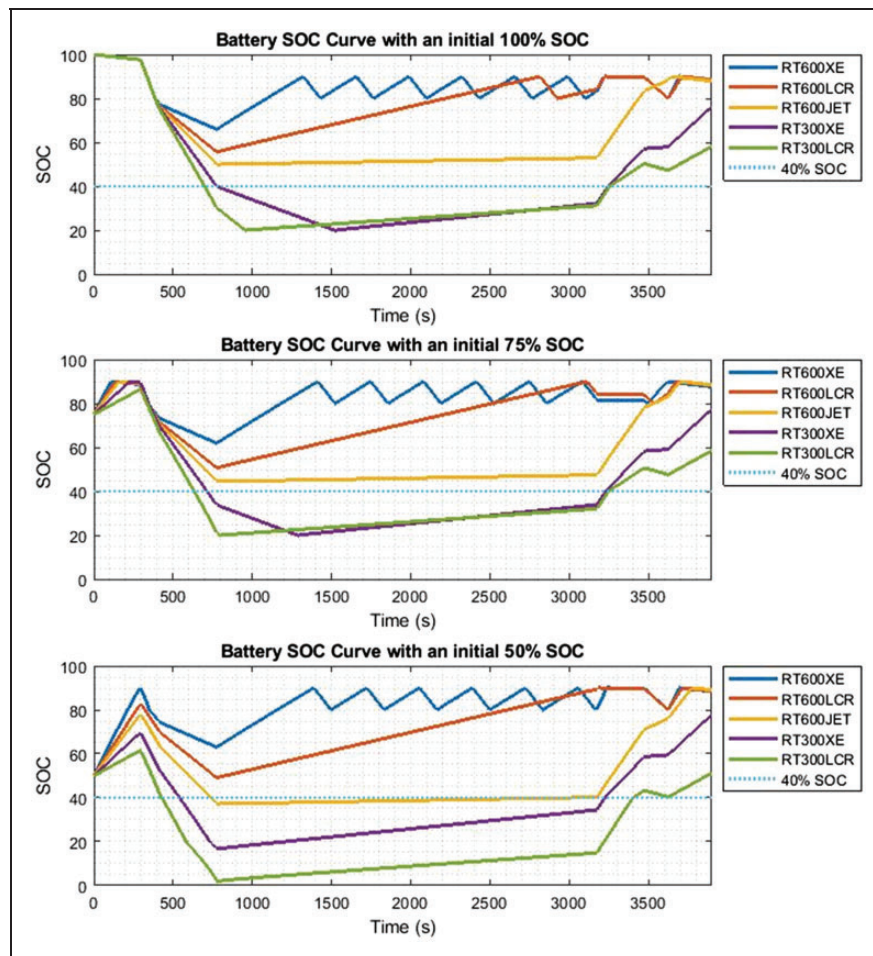 Battery SOC Curve with an initial 100% SOC
100
80
60
40
20
0
SOC
0 500 1000 1500 2000 2500 3000 3500
Time (s)
RT600XE
RT600LCR
RT600JET
RT300XE
RT300LCR
40% SOC
Battery SOC Curve with an initial 75% SOC
100
80
60
40
20
0
SOC
0 500 1000 1500 2000 2500 3000 3500
Time (s)
RT600XE
RT600LCR
RT600JET
RT300XE
RT300LCR
40% SOC
Battery SOC Curve with an initial 50% SOC
100
80
60
40
20
0
SOC
0 500 1000 1500 2000 2500 3000 3500
Time (s)
RT600XE
RT600LCR
RT600JET
RT300XE
RT300LCR
40% SOC